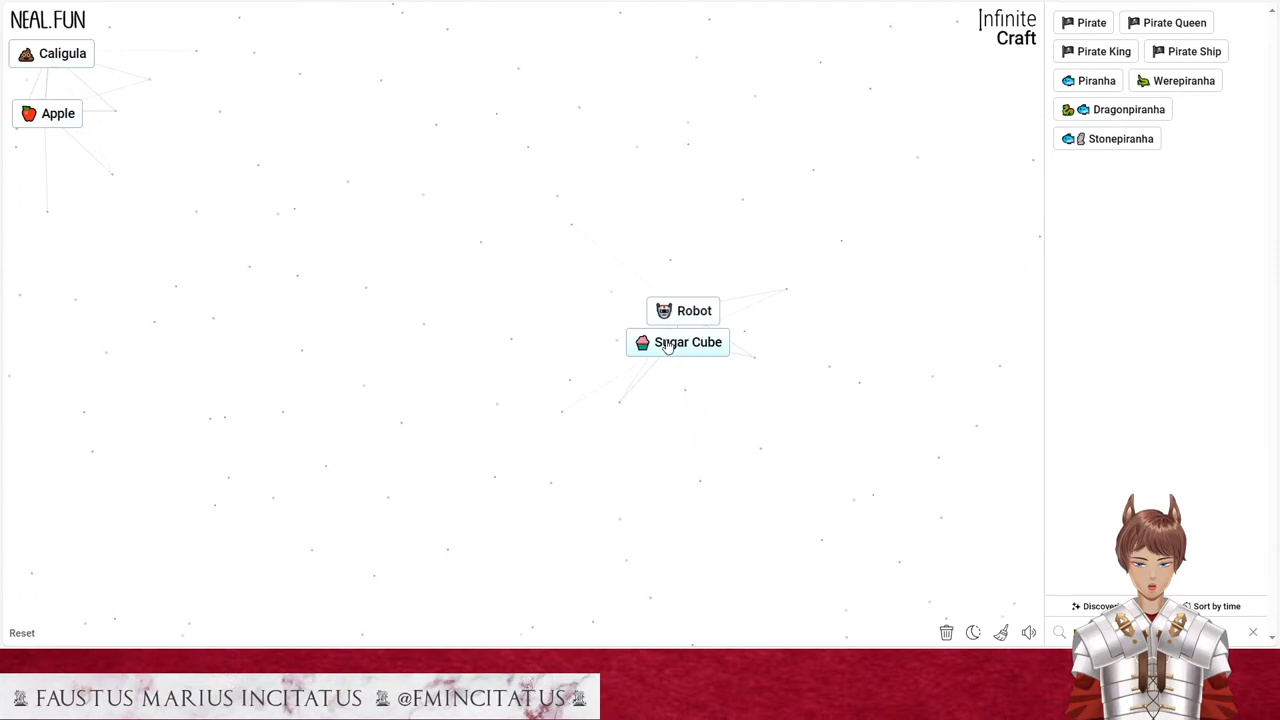 NEAL.FUN
Infinite
Craft
Caligula
Apple
Robot
Sugar Cube
Pirate
Pirate Queen
Pirate King
Pirate Ship
Piranha
Werepiranha
Dragonpiranha
Stonepiranha
Sort by time
Reset
FAUSTUS MARIUS INCITATUS @FMINCITATUS